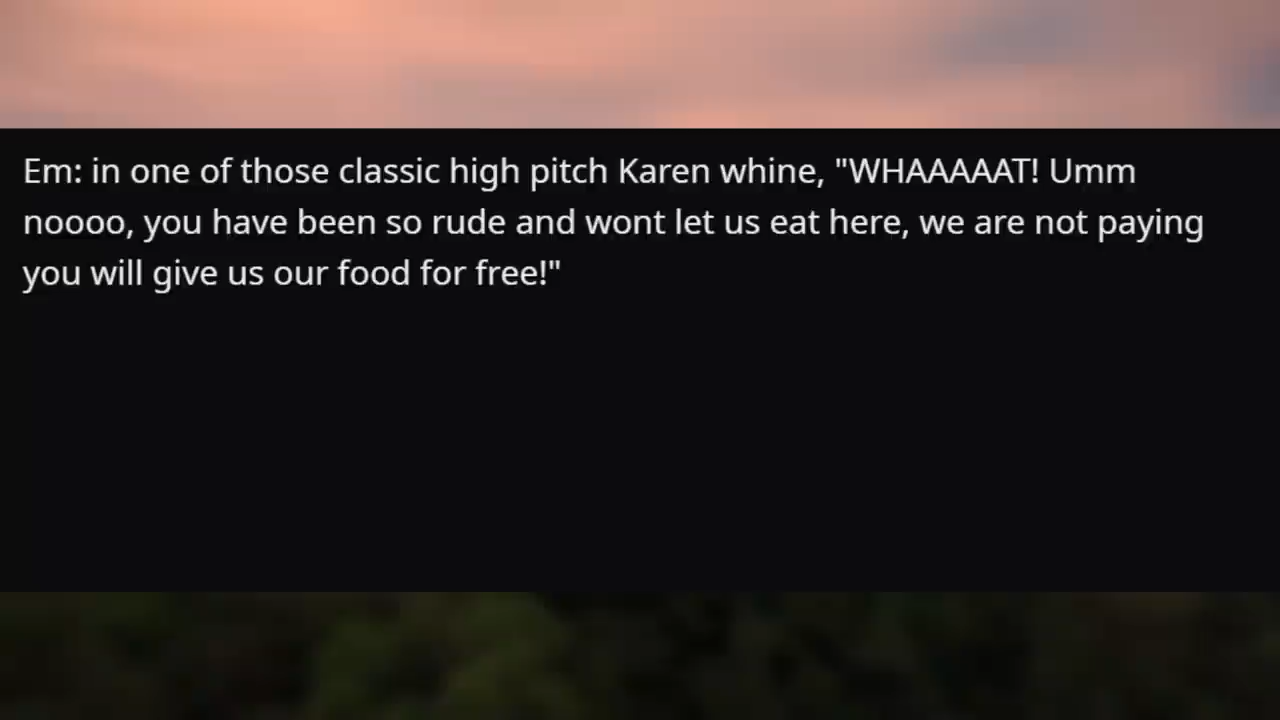 Em: in one of those classic high pitch Karen whine, "WHAAAAAT! Umm
noooo, you have been so rude and wont let us eat here, we are not paying
you will give us our food for free!"